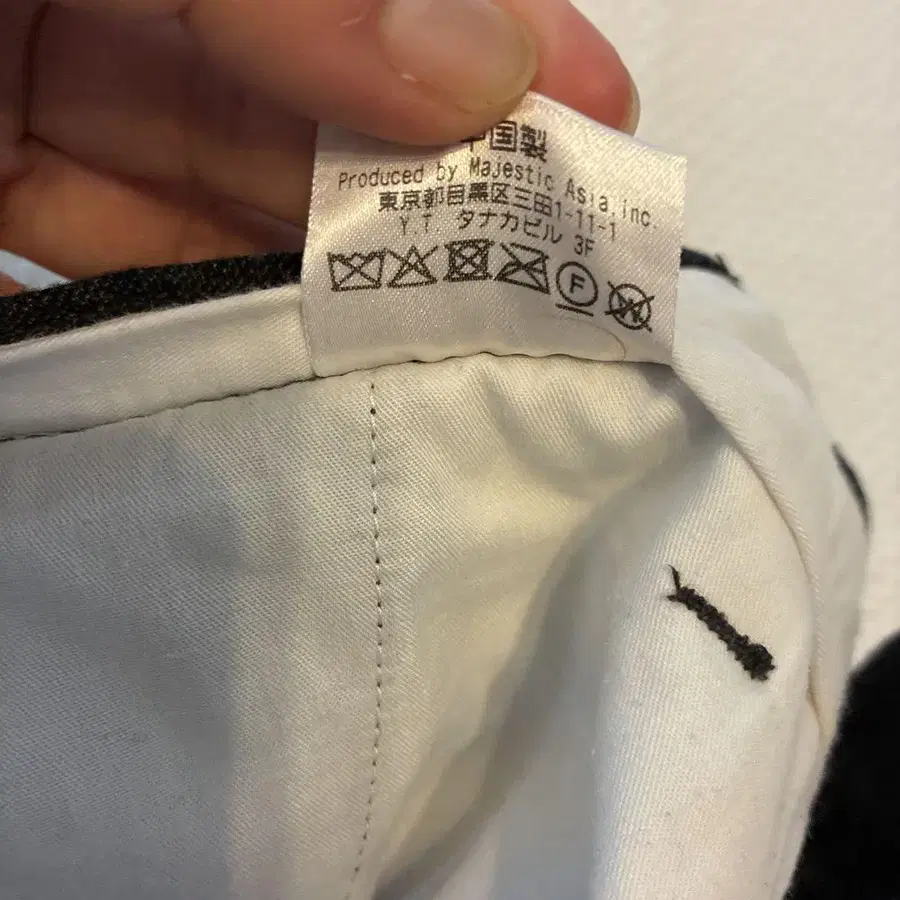 中国製
Produced by Majestic Asia,inc.
東京都目黒区三田1-11-1
Y.T タナカビル 3F
F
W